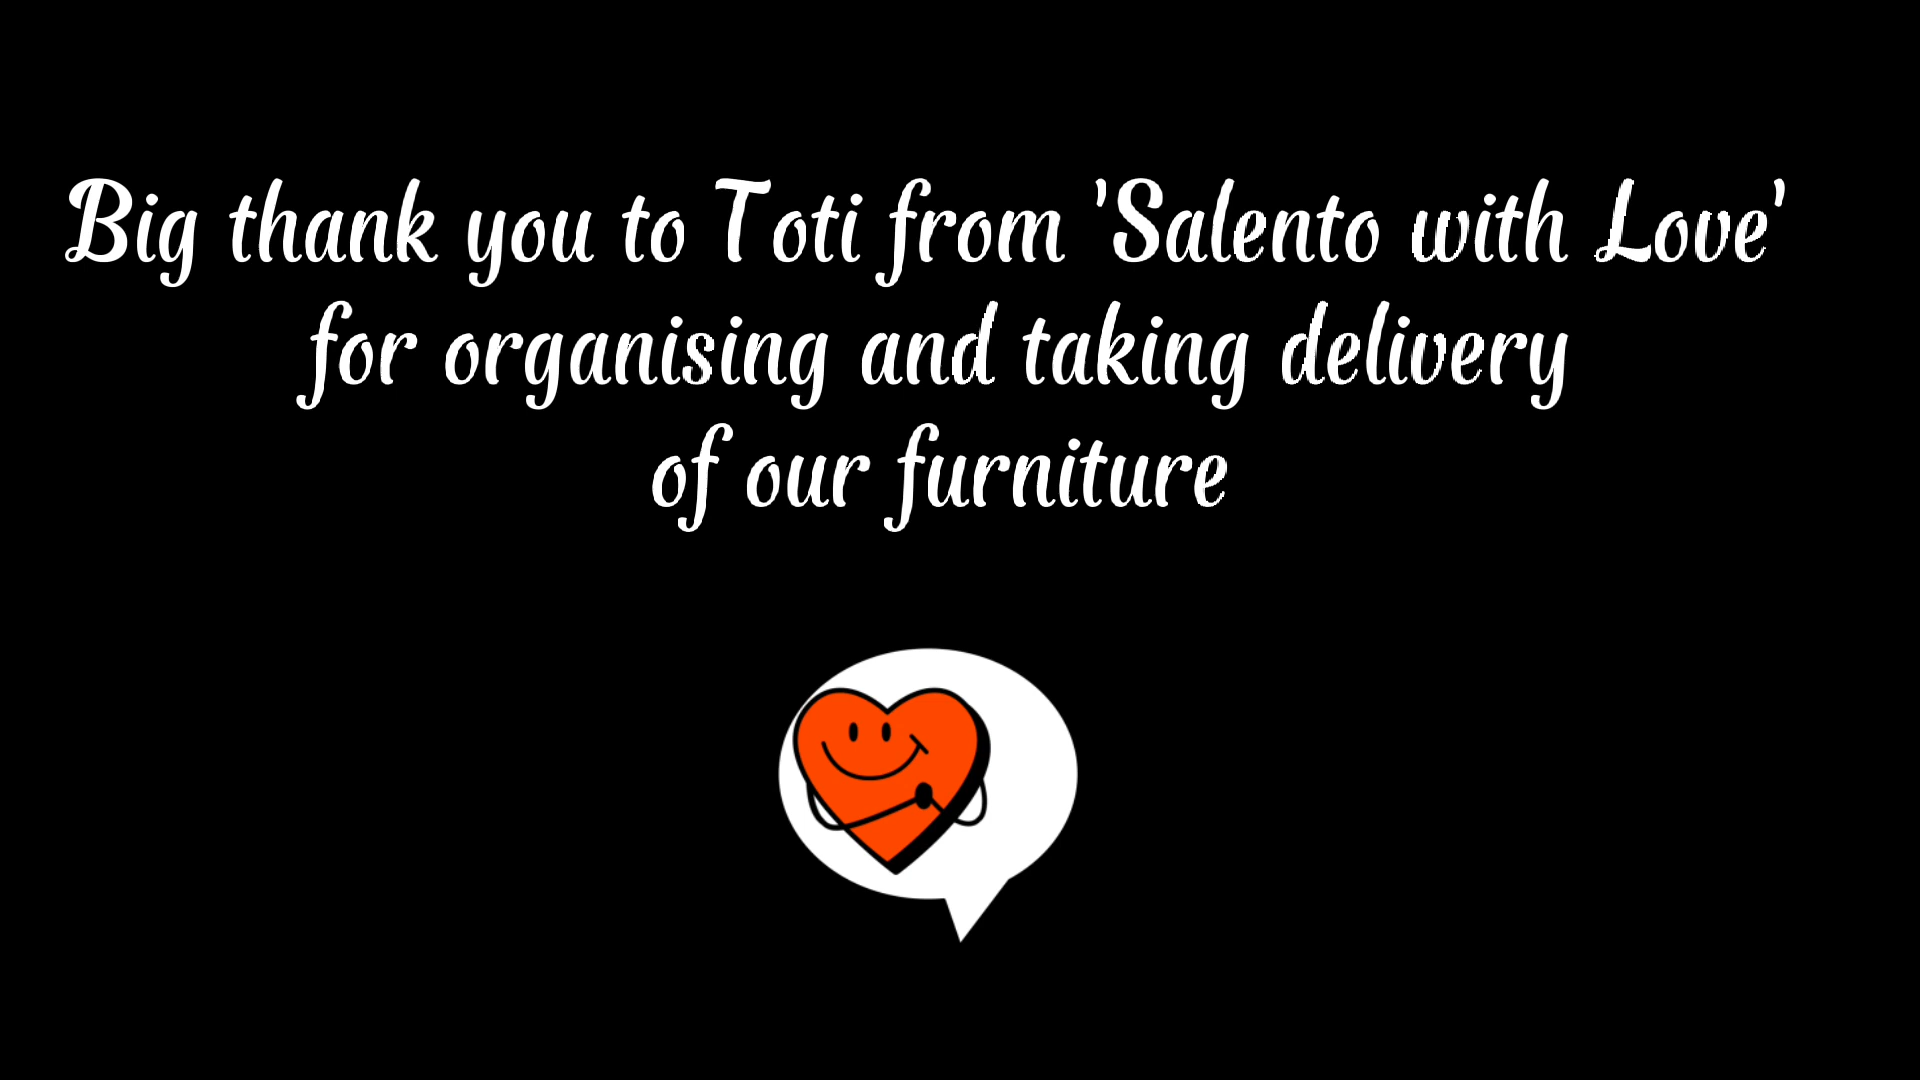 Big thank you to Toti from 'Salento with Love'
for organising and taking delivery
of our furniture